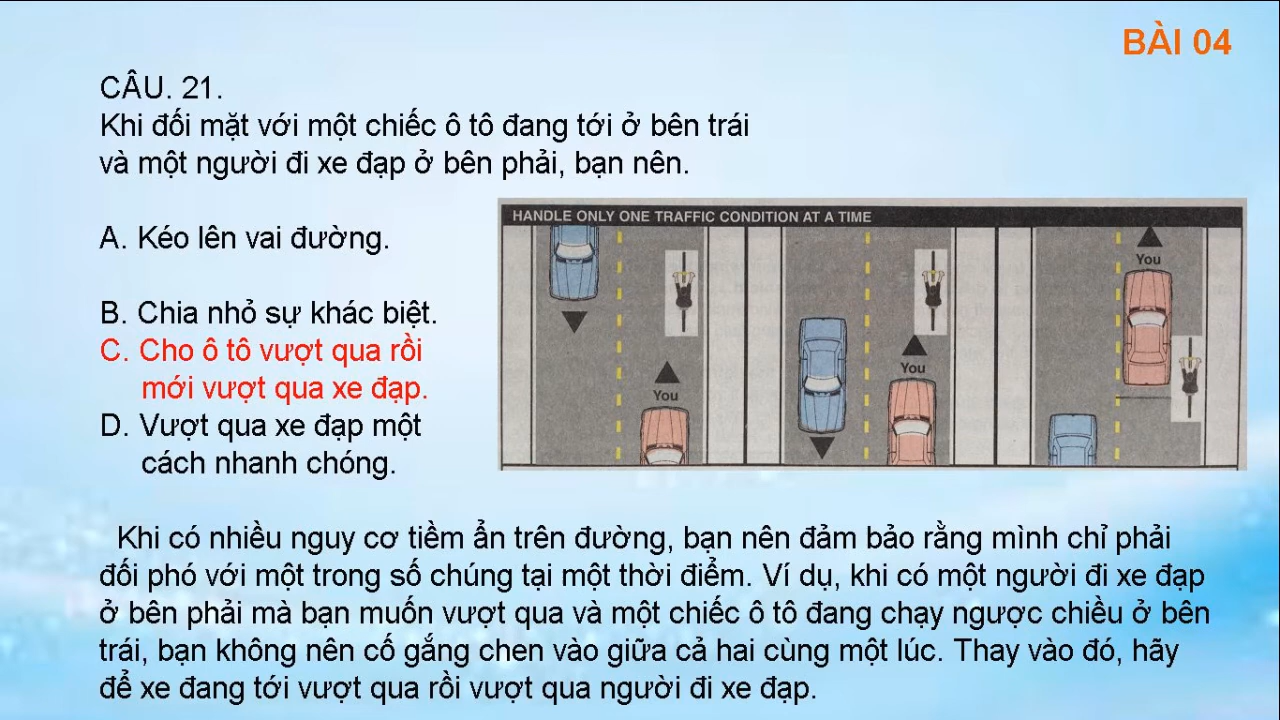 BÀI 04
CÂU. 21.
Khi đối mặt với một chiếc ô tô đang tới ở bên trái
và một người đi xe đạp ở bên phải, bạn nên.
A. Kéo lên vai đường.
B. Chia nhỏ sự khác biệt.
C. Cho ô tô vượt qua rồi
mới vượt qua xe đạp.
D. Vượt qua xe đạp một
cách nhanh chóng.
HANDLE ONLY ONE TRAFFIC CONDITION AT A TIME
You
You
You
Khi có nhiều nguy cơ tiềm ẩn trên đường, bạn nên đảm bảo rằng mình chỉ phải
đối phó với một trong số chúng tại một thời điểm. Ví dụ, khi có một người đi xe đạp
ở bên phải mà bạn muốn vượt qua và một chiếc ô tô đang chạy ngược chiều ở bên
trái, bạn không nên cố gắng chen vào giữa cả hai cùng một lúc. Thay vào đó, hãy
để xe đang tới vượt qua rồi vượt qua người đi xe đạp.